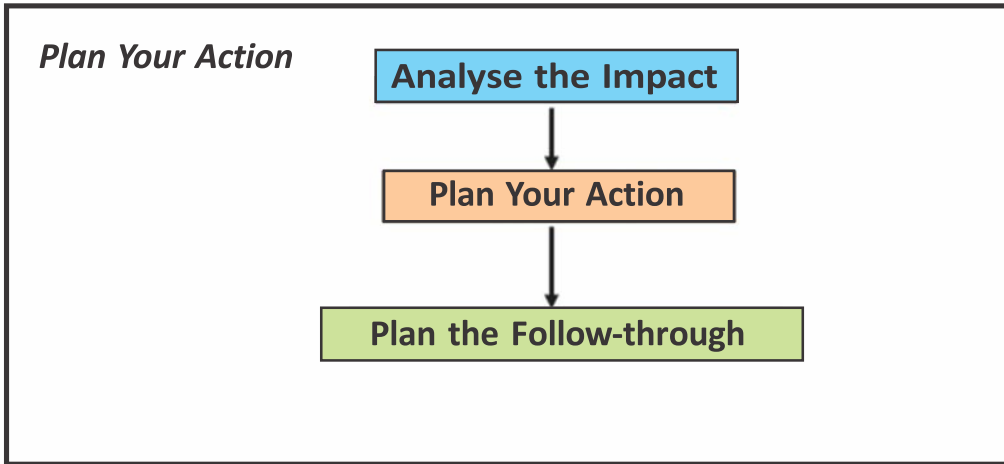 Plan Your Action
Analyse the Impact
Plan Your Action
Plan the Follow-through